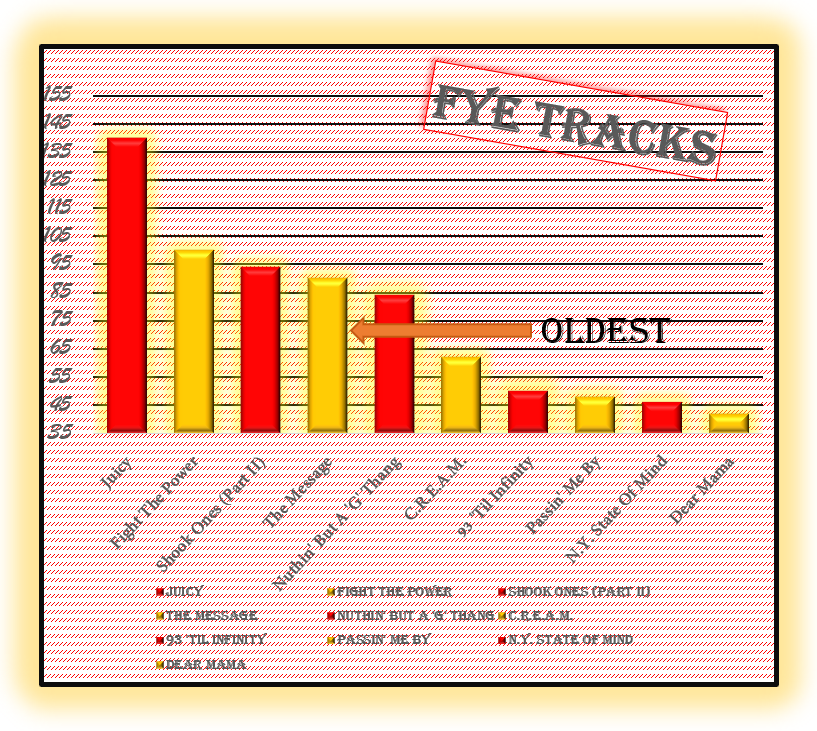 FYE TRACKS
155
145
135
125
115
105
95
85
75
65
55
45
35
OLDEST
Juicy
Fight The Power
Shook Ones (Part II)
The Message
Nuthin' But A 'G' Thang
C.R.E.A.M.
93 'Til Infinity
Passin' Me By
N.Y. State Of Mind
Dear Mama
JUICY FIGHT THE POWER SHOOK ONES (PART II)
THE MESSAGE NUTHIN' BUT A 'G' THANG C.R.E.A.M.
93 'TIL INFINITY PASSIN' ME BY N.Y. STATE OF MIND
DEAR MAMA